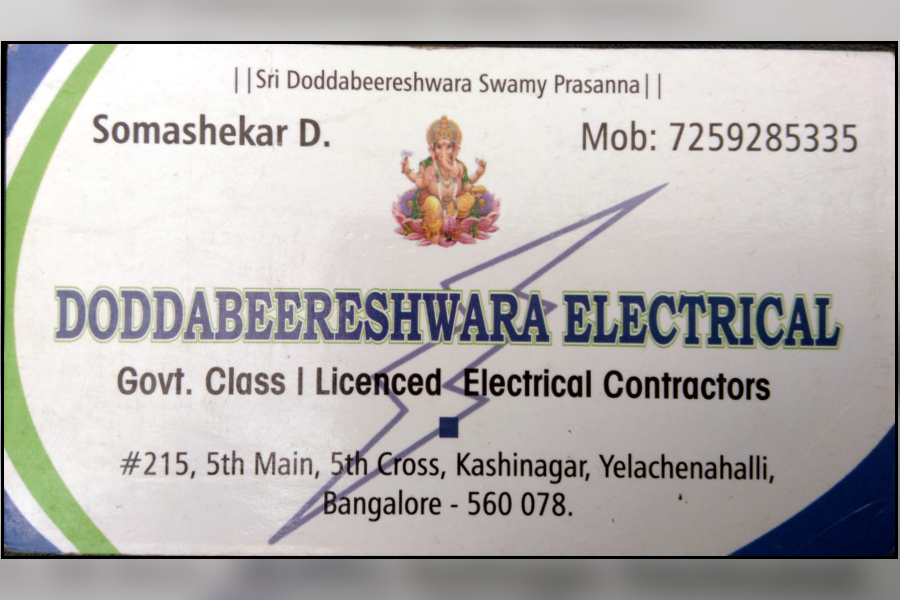 ||Sri Doddabeereshwara Swamy Prasanna||
Somashekar D.
Mob: 7259285335
DODDABEERESHWARA ELECTRICAL
Govt. Class I Licenced Electrical Contractors
#215, 5th Main, 5th Cross, Kashinagar, Yelachenahalli,
Bangalore - 560 078.